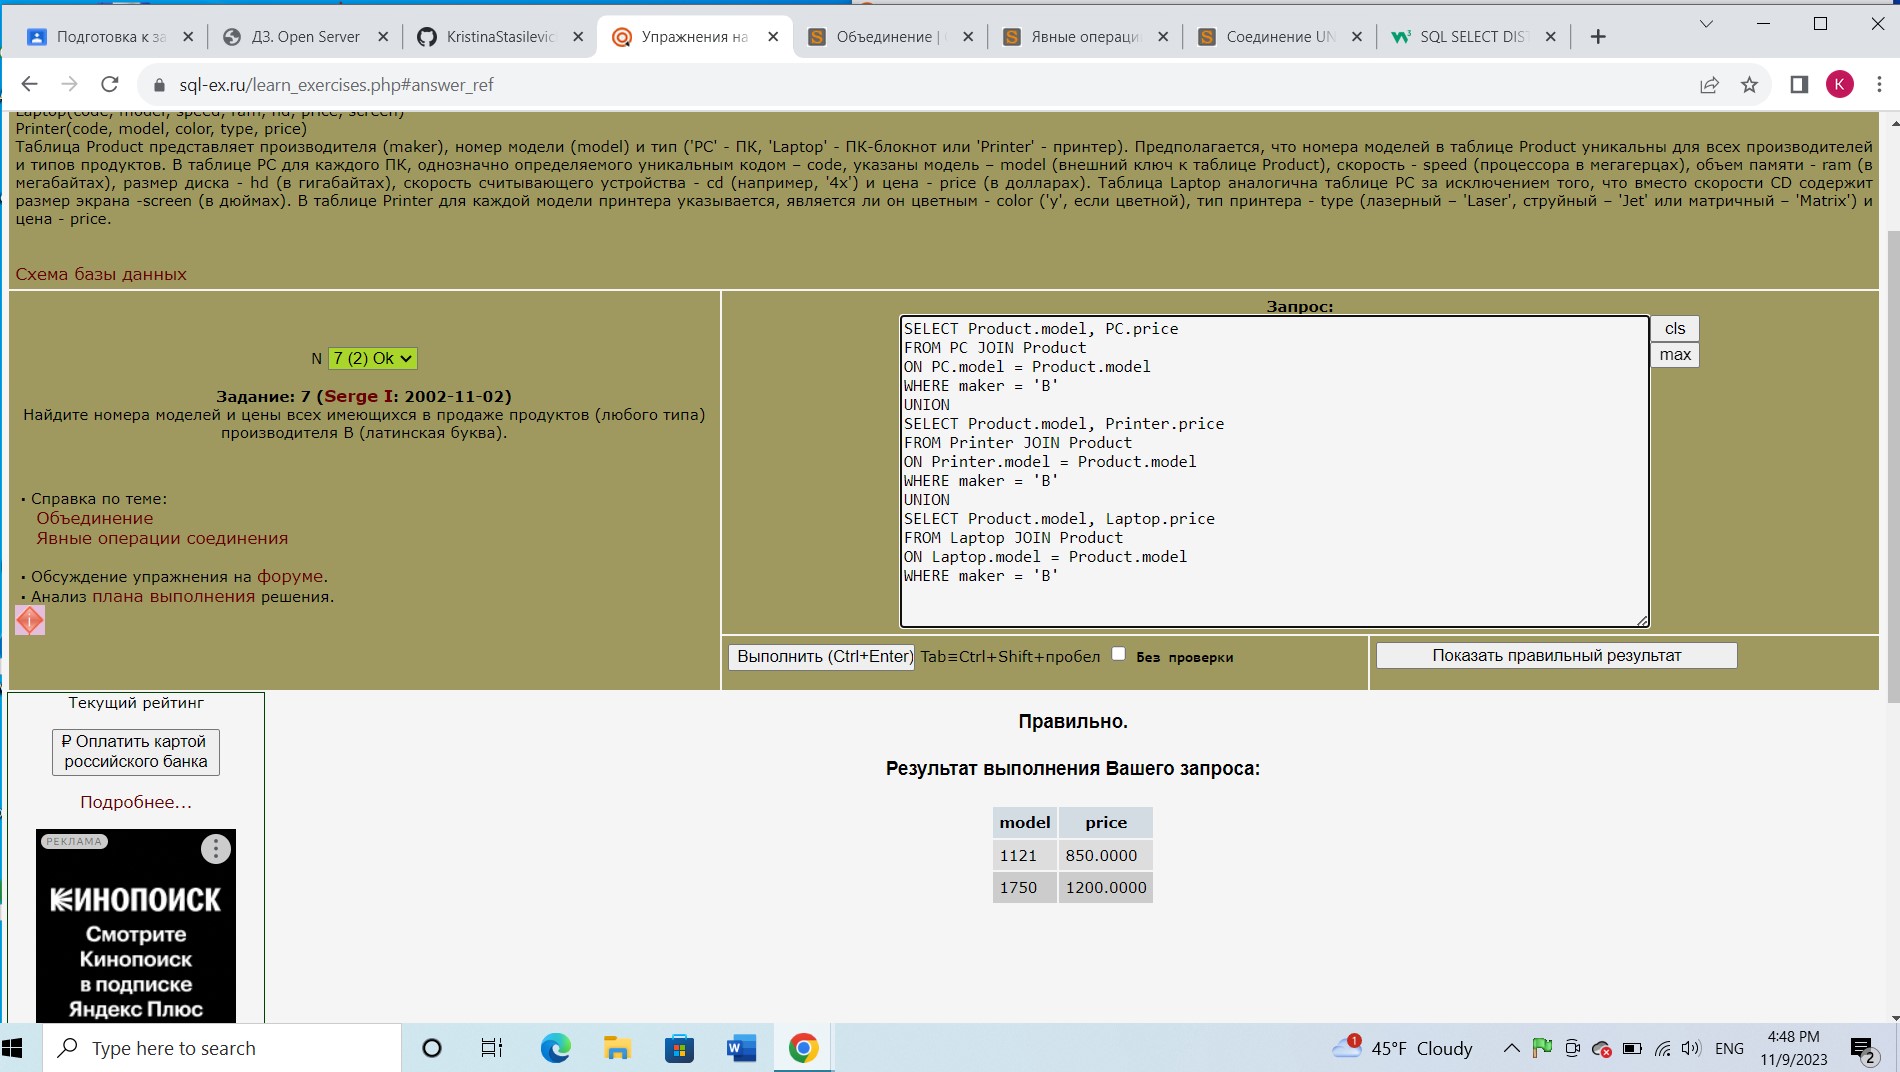 Подготовка к за
ДЗ. Open Server
KristinaStasilevic
Упражнения на
Объединение |
Явные операци
Соединение UN
SQL SELECT DIS
sql-ex.ru/learn_exercises.php#answer_ref
K
Laptop(code, model, speed, ram, hd, price, screen)
Printer(code, model, color, type, price)
Таблица Product представляет производителя (maker), номер модели (model) и тип ('PC' - ПК, 'Laptop' - ПК-блокнот или 'Printer' - принтер). Предполагается, что номера моделей в таблице Product уникальны для всех производителей
и типов продуктов. В таблице PC для каждого ПК, однозначно определяемого уникальным кодом – code, указаны модель – model (внешний ключ к таблице Product), скорость - speed (процессора в мегагерцах), объем памяти - ram (в
мегабайтах), размер диска - hd (в гигабайтах), скорость считывающего устройства - cd (например, '4x') и цена - price (в долларах). Таблица Laptop аналогична таблице РС за исключением того, что вместо скорости CD содержит
размер экрана -screen (в дюймах). В таблице Printer для каждой модели принтера указывается, является ли он цветным - color ('y', если цветной), тип принтера - type (лазерный – 'Laser', струйный – 'Jet' или матричный – 'Matrix') и
цена - price.
Схема базы данных
N 7 (2) Ok
Задание: 7 (Serge I: 2002-11-02)
Найдите номера моделей и цены всех имеющихся в продаже продуктов (любого типа)
производителя B (латинская буква).
• Справка по теме:
Объединение
Явные операции соединения
• Обсуждение упражнения на форуме.
• Анализ плана выполнения решения.
Запрос:
SELECT Product.model, PC.price
FROM PC JOIN Product
ON PC.model = Product.model
WHERE maker = 'B'
UNION
SELECT Product.model, Printer.price
FROM Printer JOIN Product
ON Printer.model = Product.model
WHERE maker = 'B'
UNION
SELECT Product.model, Laptop.price
FROM Laptop JOIN Product
ON Laptop.model = Product.model
WHERE maker = 'B'
cls
max
Выполнить (Ctrl+Enter) Tab≡Ctrl+Shift+пробел Без проверки
Показать правильный результат
Текущий рейтинг
₽ Оплатить картой
российского банка
Подробнее...
РЕКЛАМА
КИНОПОИСК
Смотрите
Кинопоиск
в подписке
Яндекс Плюс
Правильно.
Результат выполнения Вашего запроса:
model price
1121 850.0000
1750 1200.0000
Type here to search
W
1
45°F Cloudy
ENG
4:48 PM
11/9/2023
2